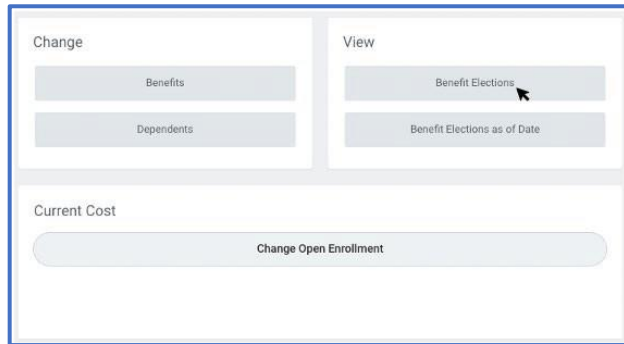 Change
Benefits
Dependents
View
Benefit Elections
Benefit Elections as of Date
Current Cost
Change Open Enrollment